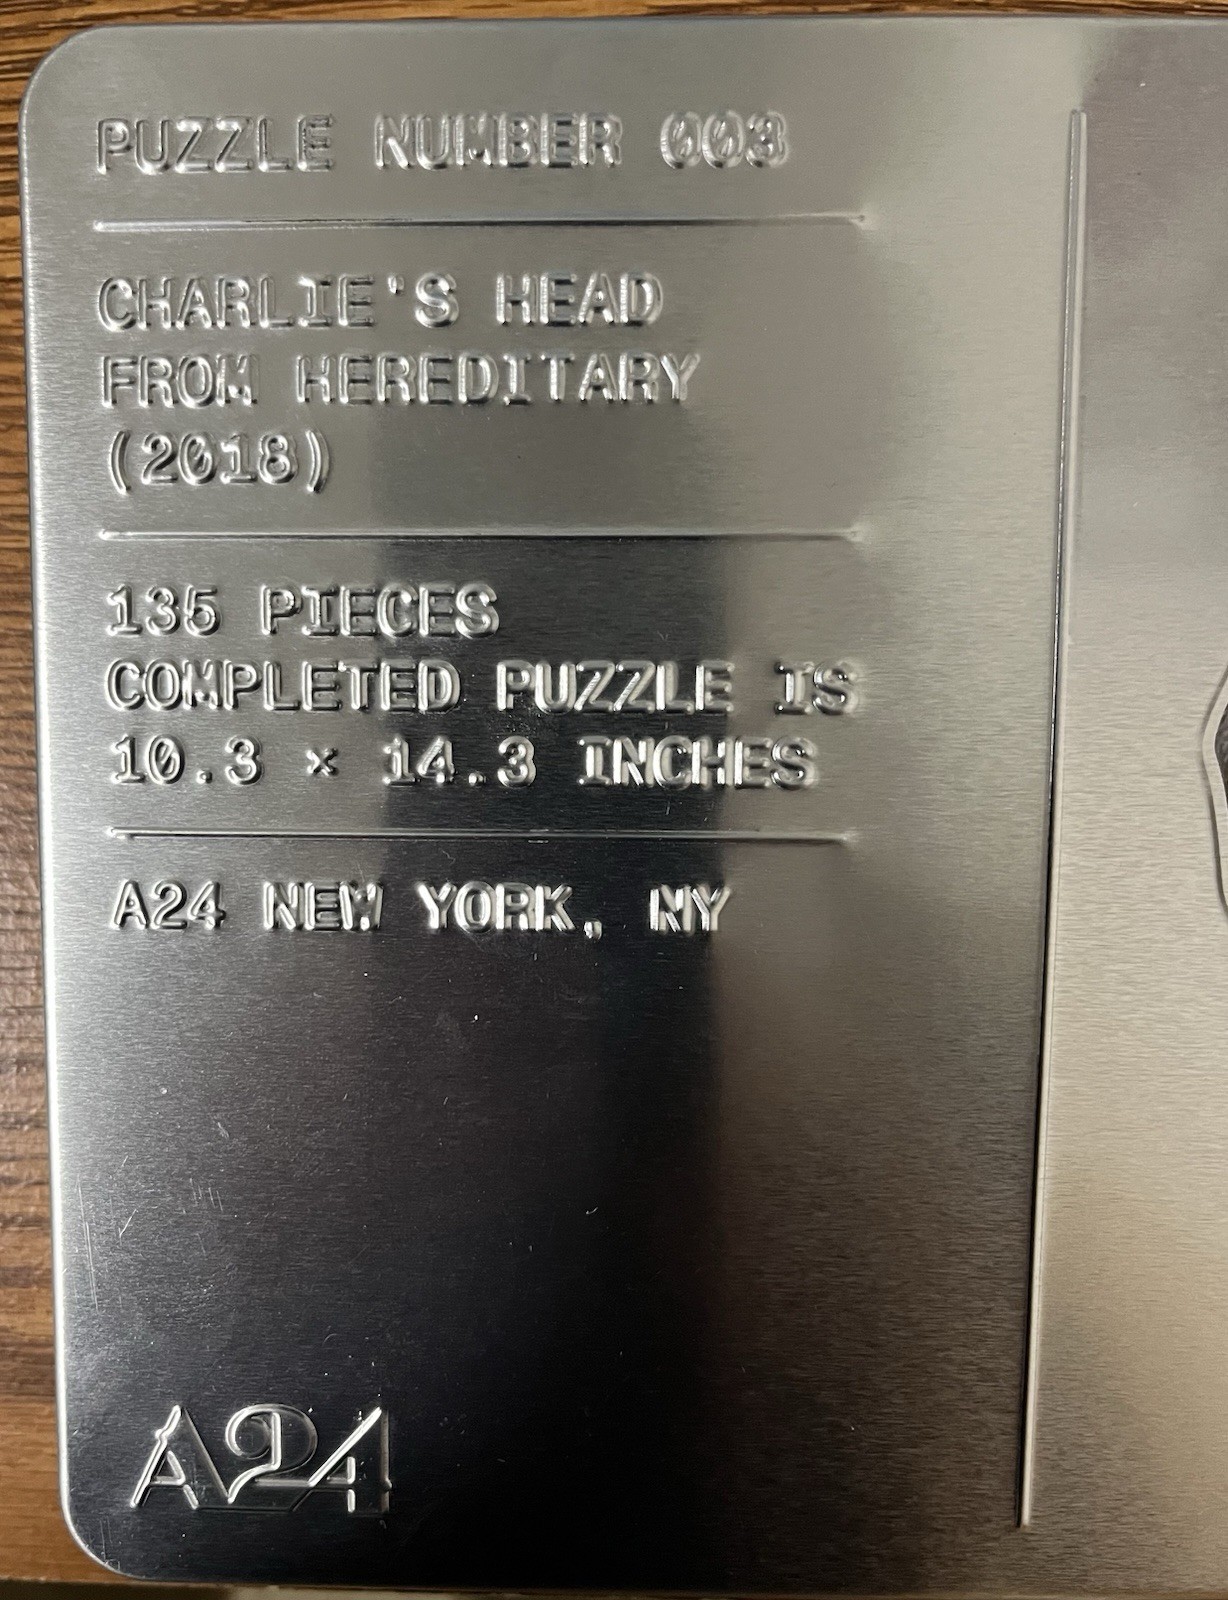 PUZZLE NUMBER 003
CHARLIE'S HEAD
FROM HEREDITARY
(2018)
135 PIECES
COMPLETED PUZZLE IS
10.3 × 14.3 INCHES
A24 NEW YORK, NY
A24